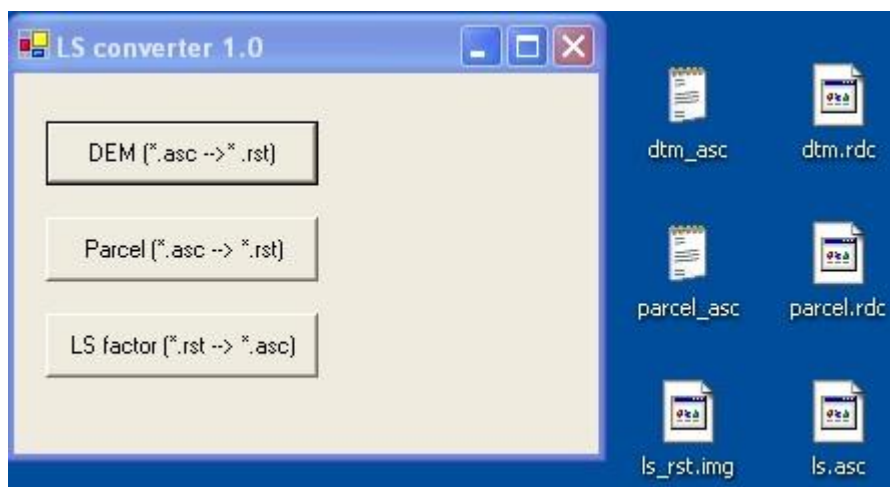 LS converter 1.0
DEM (*.asc -->* .rst)
Parcel (*.asc --> *.rst)
LS factor (*.rst --> *.asc)
dtm_asc
dtm.rdc
parcel_asc
parcel.rdc
ls_rst.img
ls.asc